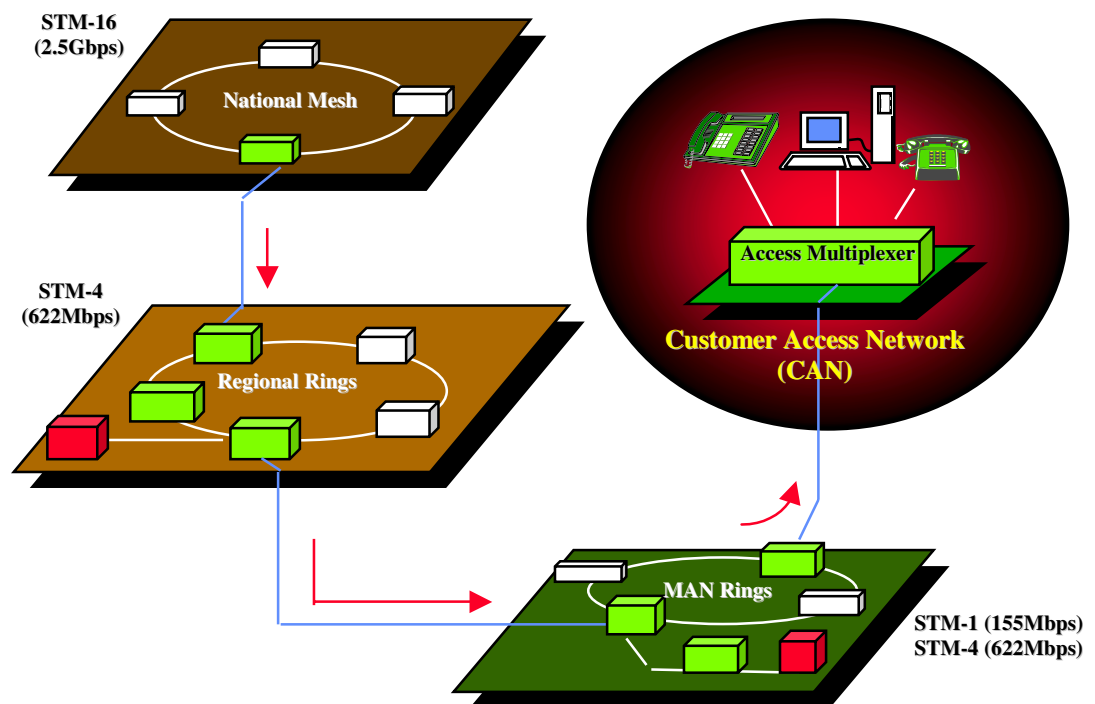 STM-16
(2.5Gbps)
National Mesh
Access Multiplexer
STM-4
(622Mbps)
Customer Access Network
(CAN)
Regional Rings
MAN Rings
STM-1 (155Mbps)
STM-4 (622Mbps)